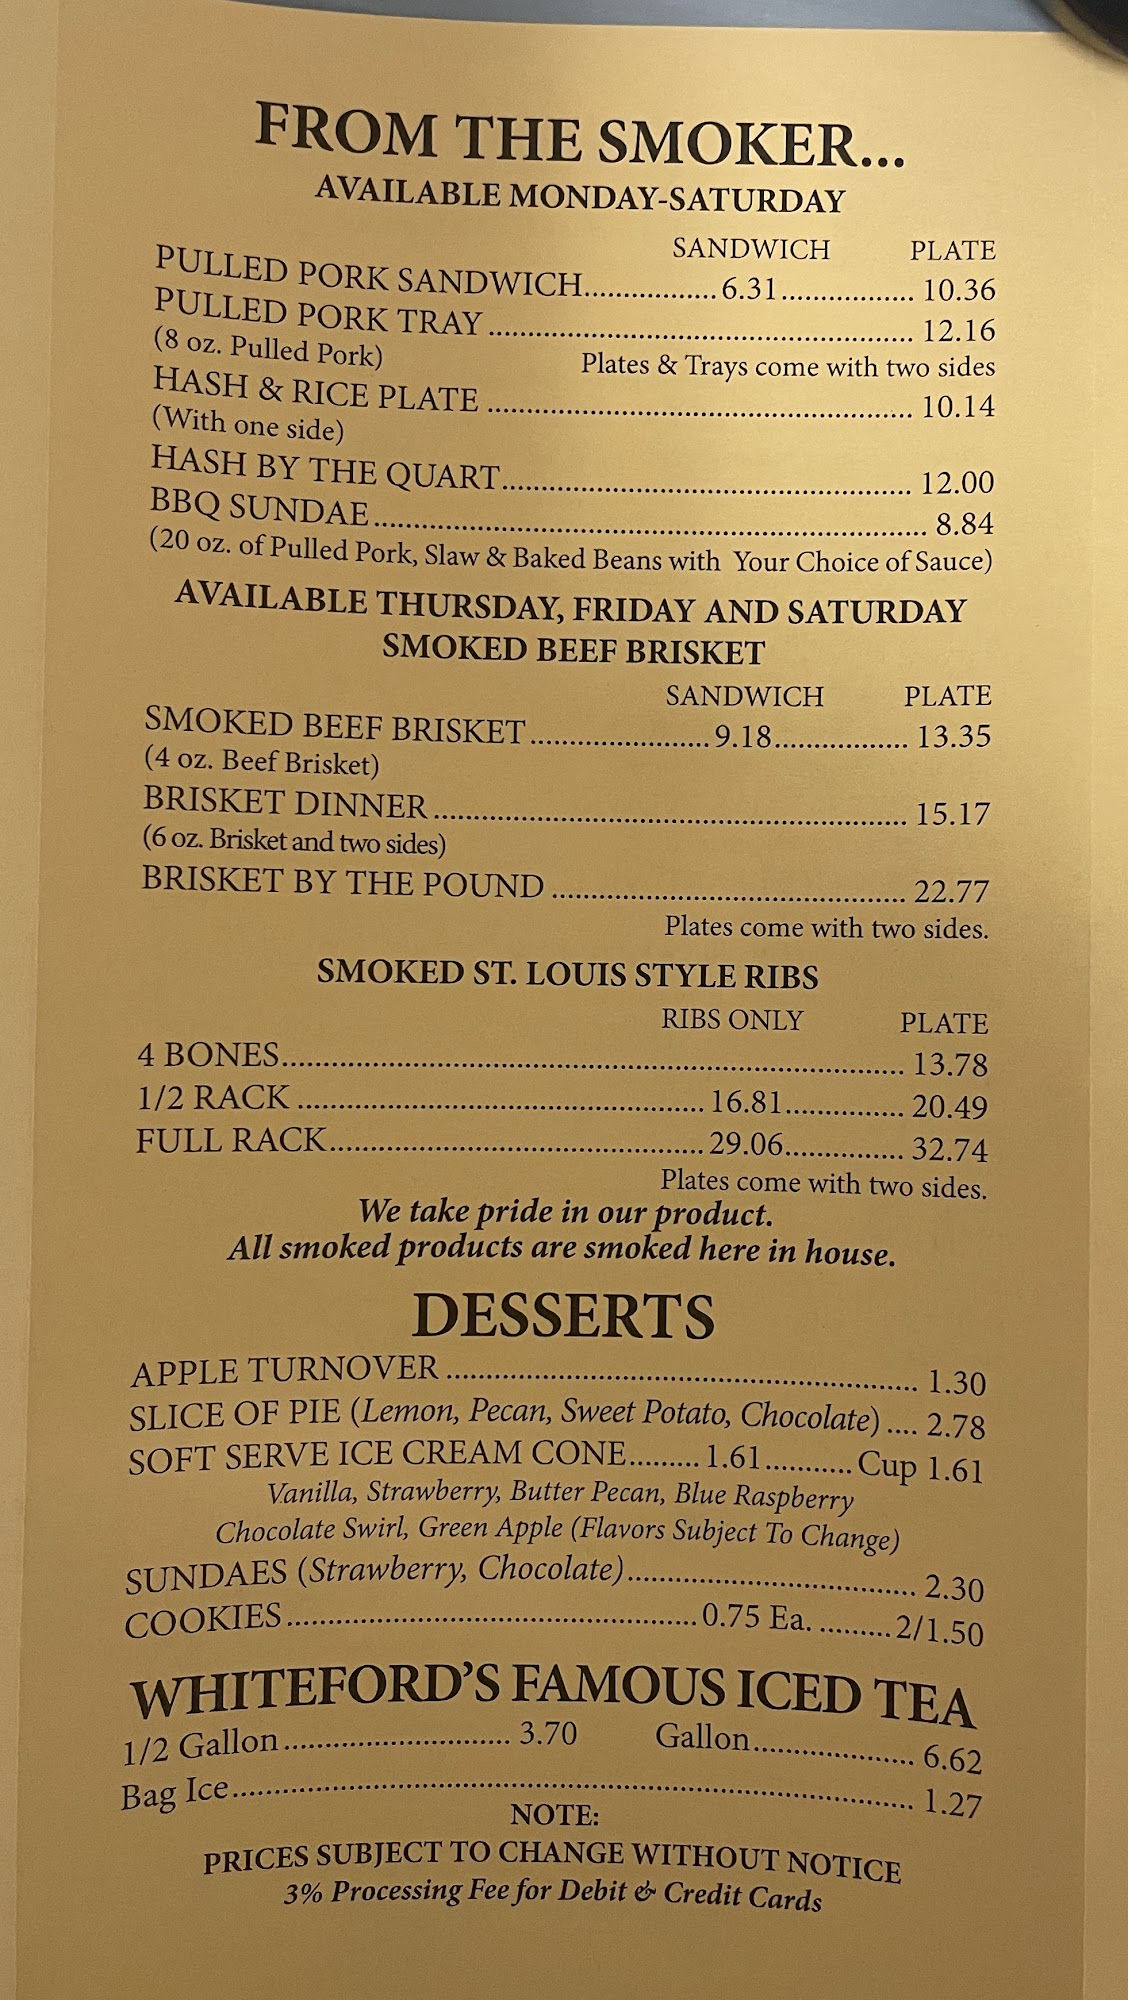 FROM THE SMOKER...
AVAILABLE MONDAY-SATURDAY
SANDWICH PLATE
PULLED PORK SANDWICH................6.31................ 10.36
PULLED PORK TRAY.................................................... 12.16
(8 oz. Pulled Pork) Plates & Trays come with two sides
HASH & RICE PLATE .................................................... 10.14
(With one side)
HASH BY THE QUART.................................................. 12.00
BBQ SUNDAE.................................................................... 8.84
(20 oz. of Pulled Pork, Slaw & Baked Beans with Your Choice of Sauce)
AVAILABLE THURSDAY, FRIDAY AND SATURDAY
SMOKED BEEF BRISKET
SANDWICH PLATE
SMOKED BEEF BRISKET......................9.18................ 13.35
(4 oz. Beef Brisket)
BRISKET DINNER.......................................................... 15.17
(6 oz. Brisket and two sides)
BRISKET BY THE POUND ........................................... 22.77
Plates come with two sides.
SMOKED ST. LOUIS STYLE RIBS
RIBS ONLY PLATE
4 BONES............................................................................ 13.78
1/2 RACK .................................................. 16.81............... 20.49
FULL RACK.............................................. 29.06............... 32.74
Plates come with two sides.
We take pride in our product.
All smoked products are smoked here in house.
DESSERTS
APPLE TURNOVER.......................................................... 1.30
SLICE OF PIE (Lemon, Pecan, Sweet Potato, Chocolate) .... 2.78
SOFT SERVE ICE CREAM CONE.........1.61...........Cup 1.61
Vanilla, Strawberry, Butter Pecan, Blue Raspberry
Chocolate Swirl, Green Apple (Flavors Subject To Change)
SUNDAES (Strawberry, Chocolate)................................... 2.30
COOKIES.................................................0.75 Ea. .........2/1.50
WHITEFORD'S FAMOUS ICED TEA
1/2 Gallon............................ 3.70 Gallon.................... 6.62
Bag Ice.................................................................................... 1.27
NOTE:
PRICES SUBJECT TO CHANGE WITHOUT NOTICE
3% Processing Fee for Debit & Credit Cards